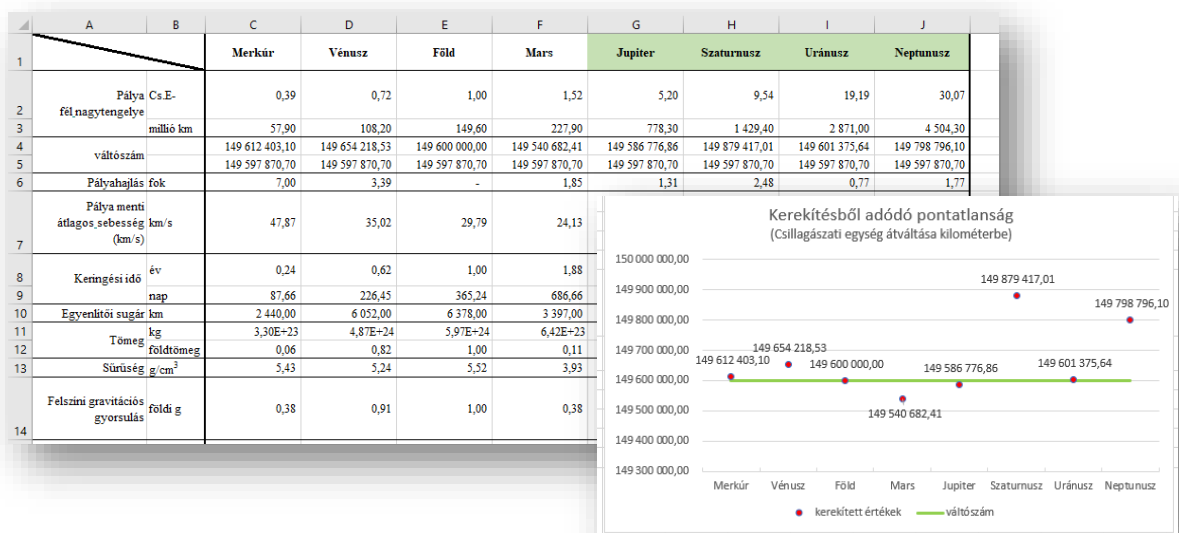 A B C D E F G H I J
1 Merkúr Vénusz Föld Mars Jupiter Szaturnusz Uránusz Neptunusz
2 Pálya fél,nagytengelye Cs.E- 0,39 0,72 1,00 1,52 5,20 9,54 19,19 30,07
3 millió km 57,90 108,20 149,60 227,90 778,30 1 429,40 2 871,00 4 504,30
4 váltószám 149 612 403,10 149 654 218,53 149 600 000,00 149 540 682,41 149 586 776,86 149 879 417,01 149 601 375,64 149 798 796,10
5 149 597 870,70 149 597 870,70 149 597 870,70 149 597 870,70 149 597 870,70 149 597 870,70 149 597 870,70 149 597 870,70
6 Pályahajlás fok 7,00 3,39 - 1,85 1,31 2,48 0,77 1,77
7 Pálya menti átlagos sebesség (km/s) km/s 47,87 35,02 29,79 24,13
8 Keringési idő év 0,24 0,62 1,00 1,88
9 nap 87,66 226,45 365,24 686,66
10 Egyenlítői sugár km 2 440,00 6 052,00 6 378,00 3 397,00
11 Tömeg kg 3,30E+23 4,87E+24 5,97E+24 6,42E+23
12 földtömeg 0,06 0,82 1,00 0,11
13 Sűrűség g/cm³ 5,43 5,24 5,52 3,93
14 Felszíni gravitációs gyorsulás földi g 0,38 0,91 1,00 0,38
Kerekítésből adódó pontatlanság
(Csillagászati egység átváltása kilométerbe)
150 000 000,00
149 900 000,00
149 800 000,00
149 700 000,00
149 600 000,00
149 500 000,00
149 400 000,00
149 300 000,00
149 612 403,10
149 654 218,53
149 600 000,00
149 540 682,41
149 586 776,86
149 879 417,01
149 601 375,64
149 798 796,10
Merkúr Vénusz Föld Mars Jupiter Szaturnusz Uránusz Neptunusz
kerekített értékek váltószám